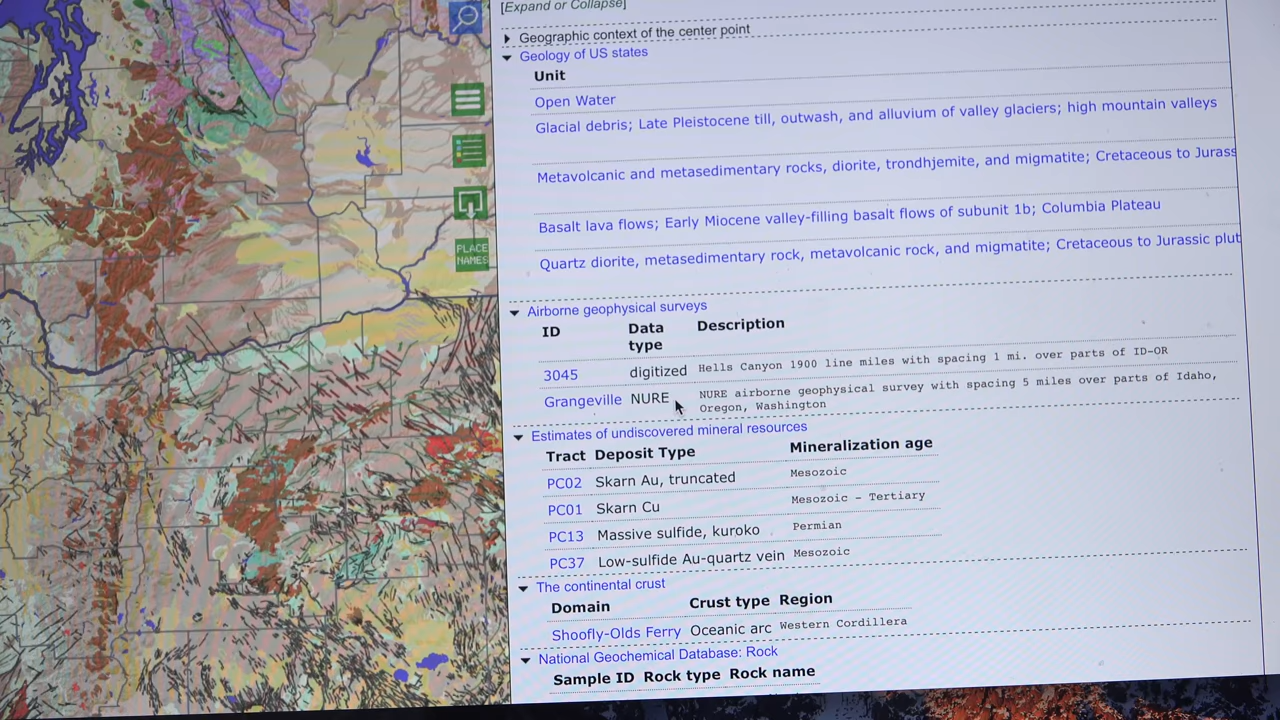 [Expand or Collapse]
Geographic context of the center point
Geology of US states
Unit
Open Water
Glacial debris; Late Pleistocene till, outwash, and alluvium of valley glaciers; high mountain valleys
Metavolcanic and metasedimentary rocks, diorite, trondhjemite, and migmatite; Cretaceous to Jurass
Basalt lava flows; Early Miocene valley-filling basalt flows of subunit 1b; Columbia Plateau
Quartz diorite, metasedimentary rock, metavolcanic rock, and migmatite; Cretaceous to Jurassic plut
PLACE
NAMES
Airborne geophysical surveys
ID Data type Description
3045 digitized Hells Canyon 1900 line miles with spacing 1 mi. over parts of ID-OR
Grangeville NURE NURE airborne geophysical survey with spacing 5 miles over parts of Idaho,
Oregon, Washington
Estimates of undiscovered mineral resources
Tract Deposit Type Mineralization age
PC02 Skarn Au, truncated Mesozoic
PC01 Skarn Cu Mesozoic - Tertiary
PC13 Massive sulfide, kuroko Permian
PC37 Low-sulfide Au-quartz vein Mesozoic
The continental crust
Domain Crust type Region
Shoofly-Olds Ferry Oceanic arc Western Cordillera
National Geochemical Database: Rock
Sample ID Rock type Rock name